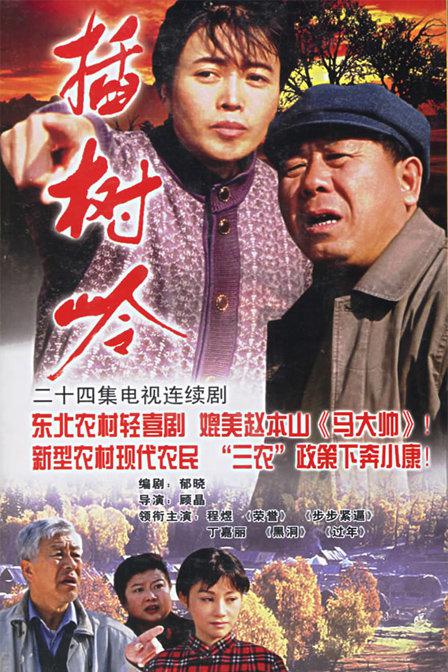 插树岭
二十四集电视连续剧
东北农村轻喜剧 媲美赵本山《马大帅》！
新型农村现代农民 “三农”政策下奔小康！
编剧：郁晓
导演：顾晶
领衔主演：程煜 《荣誉》 《步步紧逼》
丁嘉丽 《黑洞》 《过年》